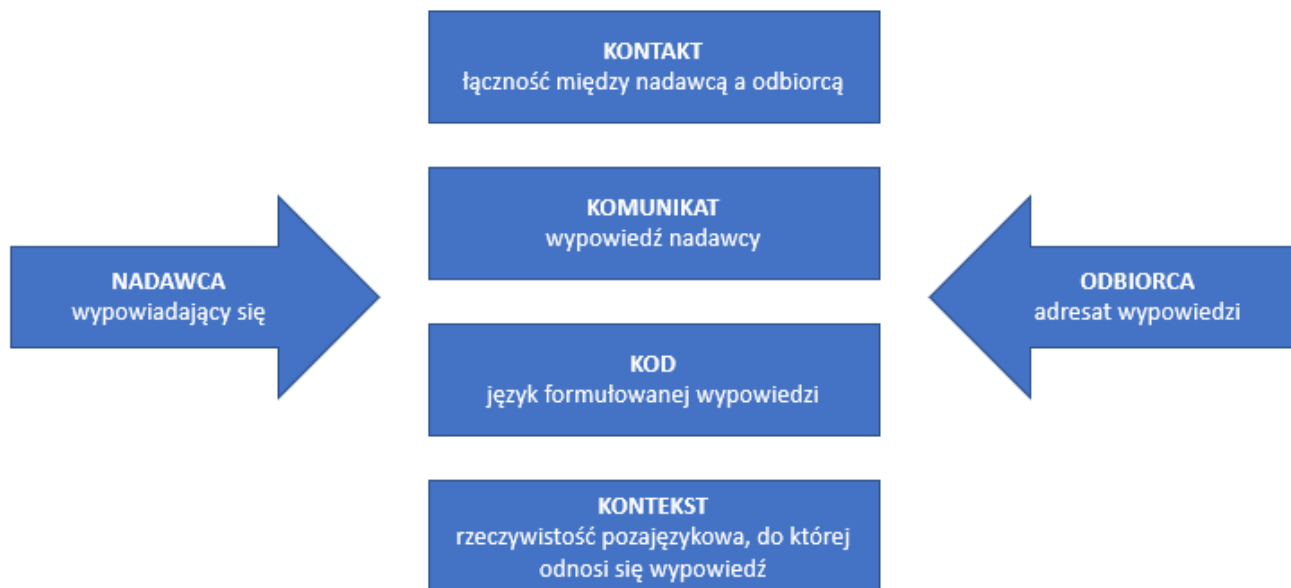 KONTAKT
łączność między nadawcą a odbiorcą
KOMUNIKAT
wypowiedź nadawcy
NADAWCA
wypowiadający się
ODBIORCA
adresat wypowiedzi
KOD
język formułowanej wypowiedzi
KONTEKST
rzeczywistość pozajęzykowa, do której
odnosi się wypowiedź